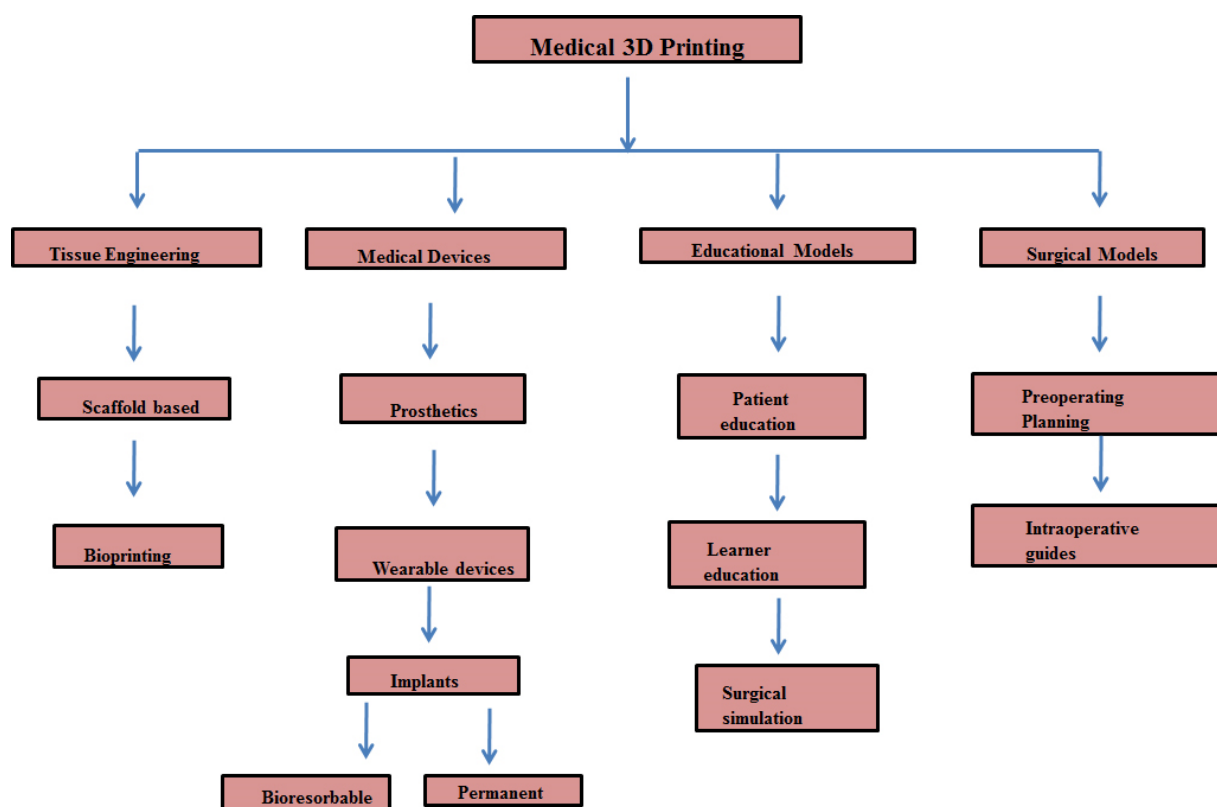 Medical 3D Printing
Tissue Engineering
Medical Devices
Educational Models
Surgical Models
Scaffold based
Prosthetics
Patient
education
Preoperating
Planning
Bioprinting
Wearable devices
Learner
education
Intraoperative
guides
Implants
Surgical
simulation
Bioresorbable
Permanent